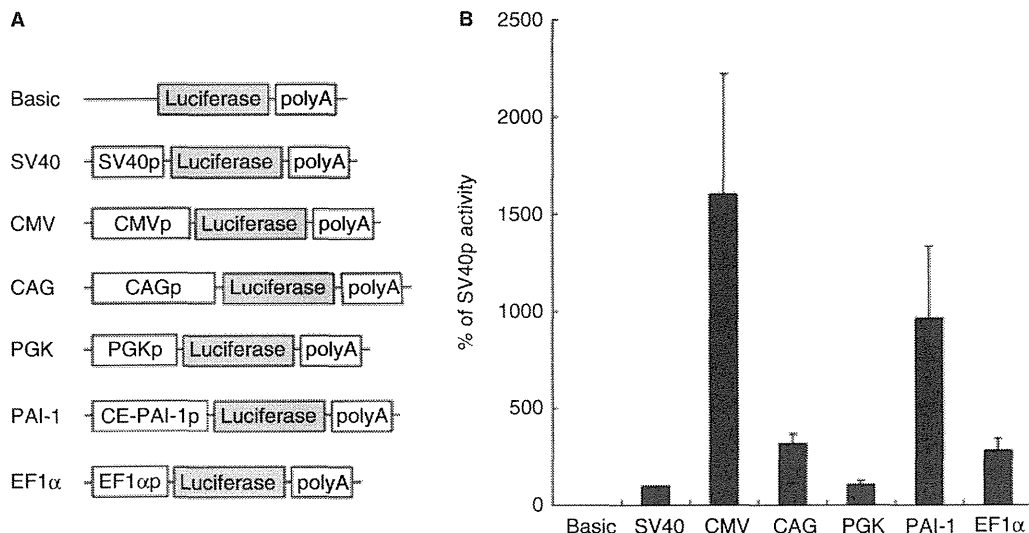 A
Basic
Luciferase polyA
SV40
SV40p Luciferase polyA
CMV
CMVp Luciferase polyA
CAG
CAGp Luciferase polyA
PGK
PGKp Luciferase polyA
PAI-1
CE-PAI-1p Luciferase polyA
EF1α
EF1αp Luciferase polyA
B
% of SV40p activity
2500
2000
1500
1000
500
0
Basic SV40 CMV CAG PGK PAI-1 EF1α